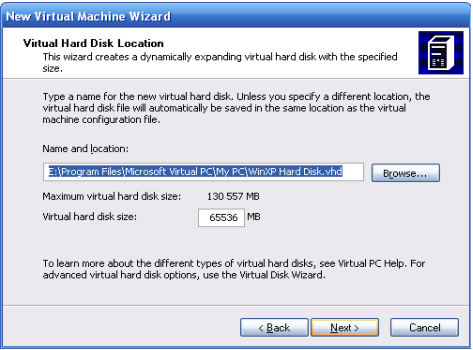 New Virtual Machine Wizard
Virtual Hard Disk Location
This wizard creates a dynamically expanding virtual hard disk with the specified
size.
Type a name for the new virtual hard disk. Unless you specify a different location, the
virtual hard disk file will automatically be saved in the same location as the virtual
machine configuration file.
Name and location:
E:\Program Files\Microsoft Virtual PC\My PC\WinXP Hard Disk.vhd Browse...
Maximum virtual hard disk size: 130 557 MB
Virtual hard disk size: 65536 MB
To learn more about the different types of virtual hard disks, see Virtual PC Help. For
advanced virtual hard disk options, use the Virtual Disk Wizard.
< Back Next > Cancel